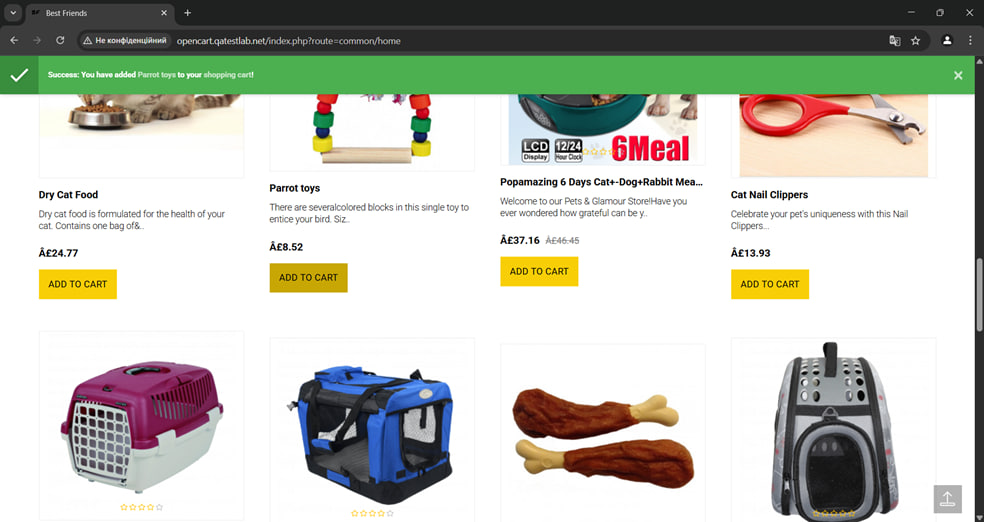 Best Friends
Не конфіденційний
opencart.qatestlab.net/index.php?route=common/home
Success: You have added Parrot toys to your shopping cart!
LCD Display
12/24 Hour Clock
6Meal
Dry Cat Food
Dry cat food is formulated for the health of your
cat. Contains one bag of&..
Â£24.77
ADD TO CART
Parrot toys
There are severalcolored blocks in this single toy to
entice your bird. Siz..
Â£8.52
ADD TO CART
Popamazing 6 Days Cat+-Dog+Rabbit Mea...
Welcome to our Pets & Glamour Store!Have you
ever wondered how grateful can be y..
Â£37.16 Â£46.45
ADD TO CART
Cat Nail Clippers
Celebrate your pet's uniqueness with this Nail
Clippers...
Â£13.93
ADD TO CART